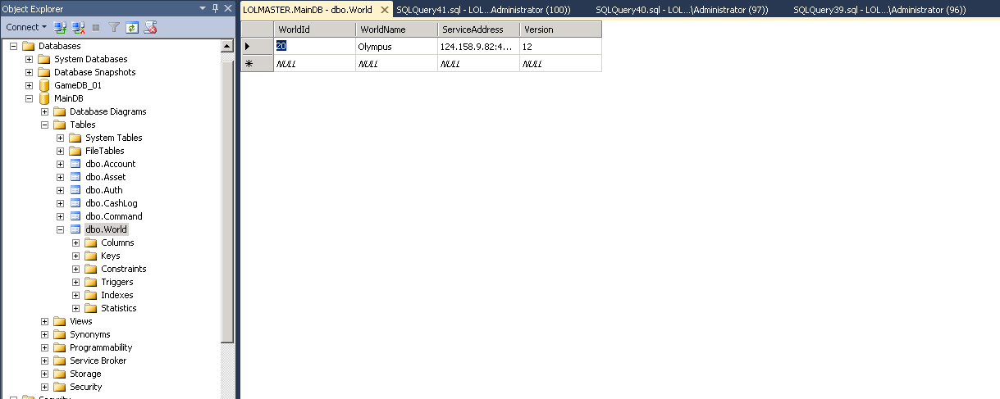 Object Explorer
Connect
Databases
System Databases
Database Snapshots
GameDB_01
MainDB
Database Diagrams
Tables
System Tables
FileTables
dbo.Account
dbo.Asset
dbo.Auth
dbo.CashLog
dbo.Command
dbo.World
Columns
Keys
Constraints
Triggers
Indexes
Statistics
Views
Synonyms
Programmability
Service Broker
Storage
Security
Security
LOLMASTER.MainDB - dbo.World
SQLQuery41.sql - LOL...Administrator (100))
SQLQuery40.sql - LOL...\Administrator (97))
SQLQuery39.sql - LOL...\Administrator (96))
WorldId WorldName ServiceAddress Version
20 Olympus 124.158.9.82:4... 12
NULL NULL NULL NULL